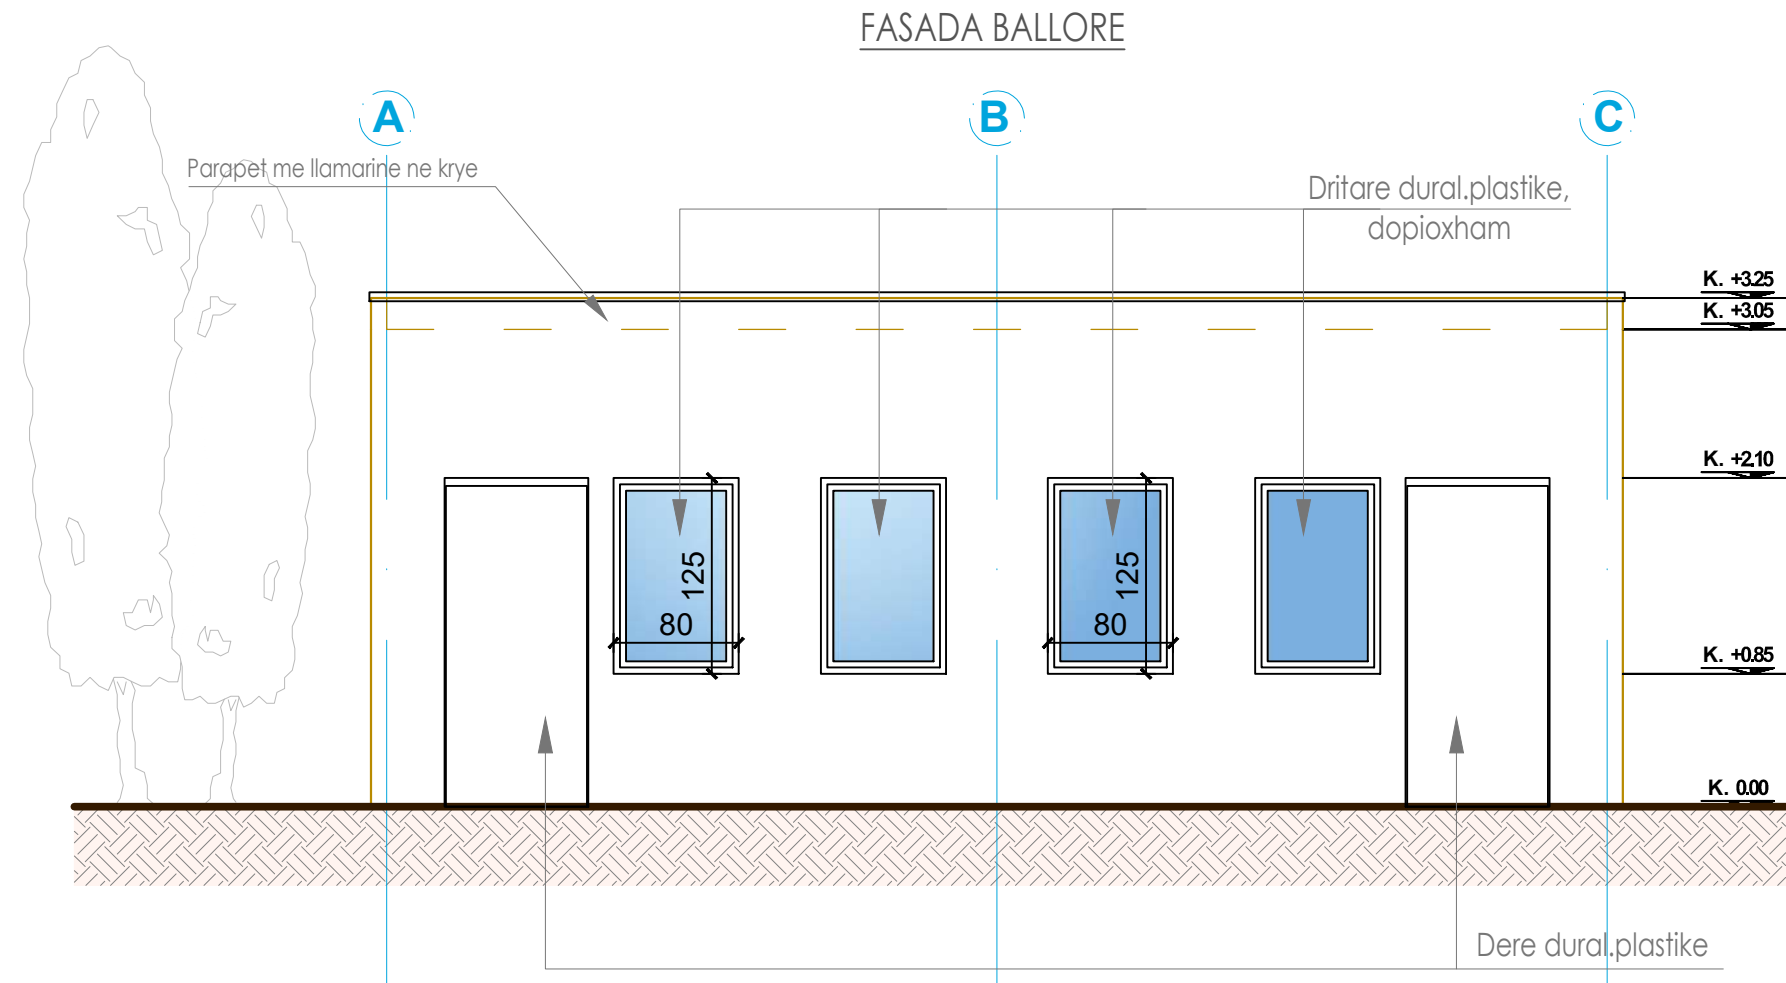 FASADA BALLORE
A
B
C
Parapet me llamarine ne krye
Dritare dural.plastike,
dopioxham
K. +3.25
K. +3.05
K. +2.10
125
80
125
80
K. +0.85
K. 0.00
Dere dural.plastike